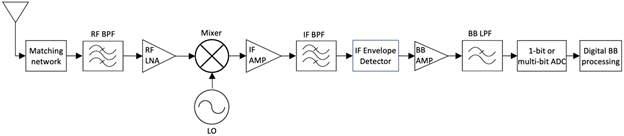 Matching
network
RF BPF
RF
LNA
Mixer
LO
IF
AMP
IF BPF
IF Envelope
Detector
BB
AMP
BB LPF
1-bit or
multi-bit ADC
Digital BB
processing